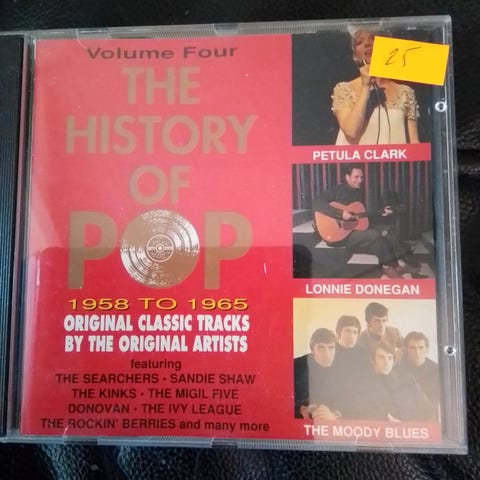 Volume Four
THE
HISTORY
OF
POP
1958 TO 1965
ORIGINAL CLASSIC TRACKS
BY THE ORIGINAL ARTISTS
featuring
THE SEARCHERS • SANDIE SHAW
THE KINKS • THE MIGIL FIVE
DONOVAN • THE IVY LEAGUE
THE ROCKIN' BERRIES and many more
25
PETULA CLARK
LONNIE DONEGAN
THE MOODY BLUES